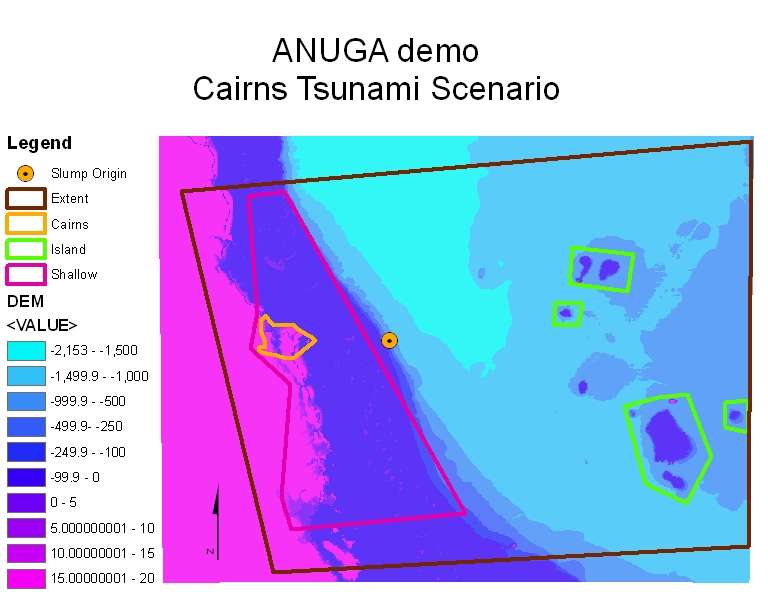 ANUGA demo
Cairns Tsunami Scenario
Legend
Slump Origin
Extent
Cairns
Island
Shallow
DEM
<VALUE>
-2,153 - -1,500
-1,499.9 - -1,000
-999.9 - -500
-499.9- -250
-249.9 - -100
-99.9 - 0
0 - 5
5.000000001 - 10
10.00000001 - 15
15.00000001 - 20
N